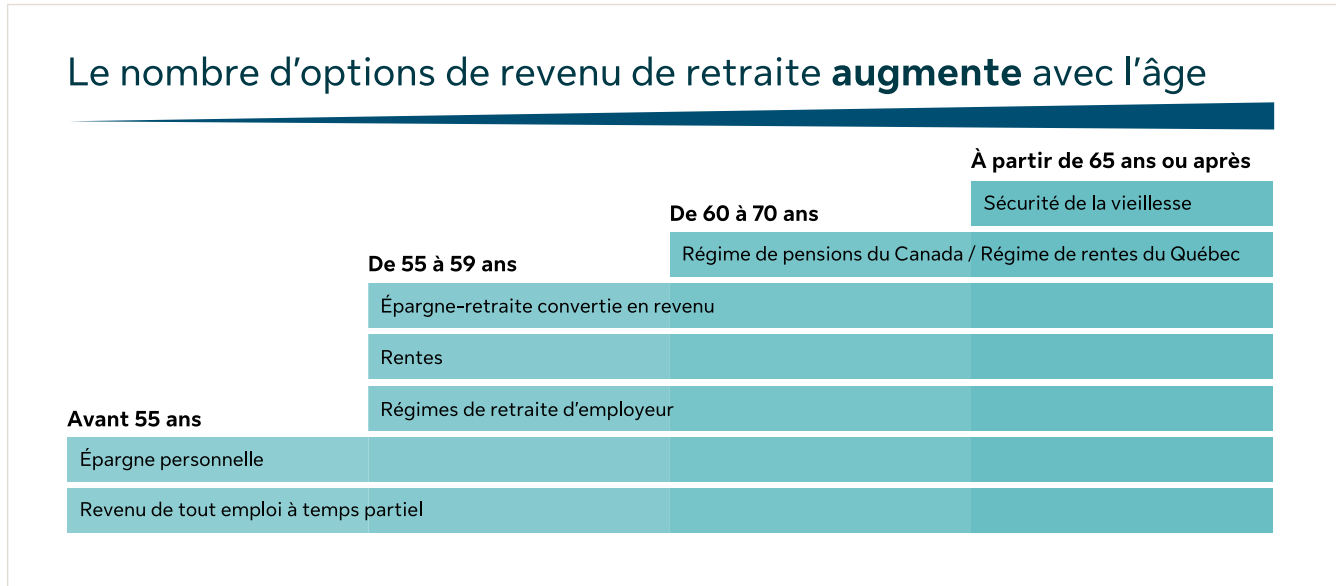 Le nombre d’options de revenu de retraite augmente avec l’âge
À partir de 65 ans ou après
Sécurité de la vieillesse
De 60 à 70 ans
Régime de pensions du Canada / Régime de rentes du Québec
De 55 à 59 ans
Épargne-retraite convertie en revenu
Rentes
Régimes de retraite d’employeur
Avant 55 ans
Épargne personnelle
Revenu de tout emploi à temps partiel